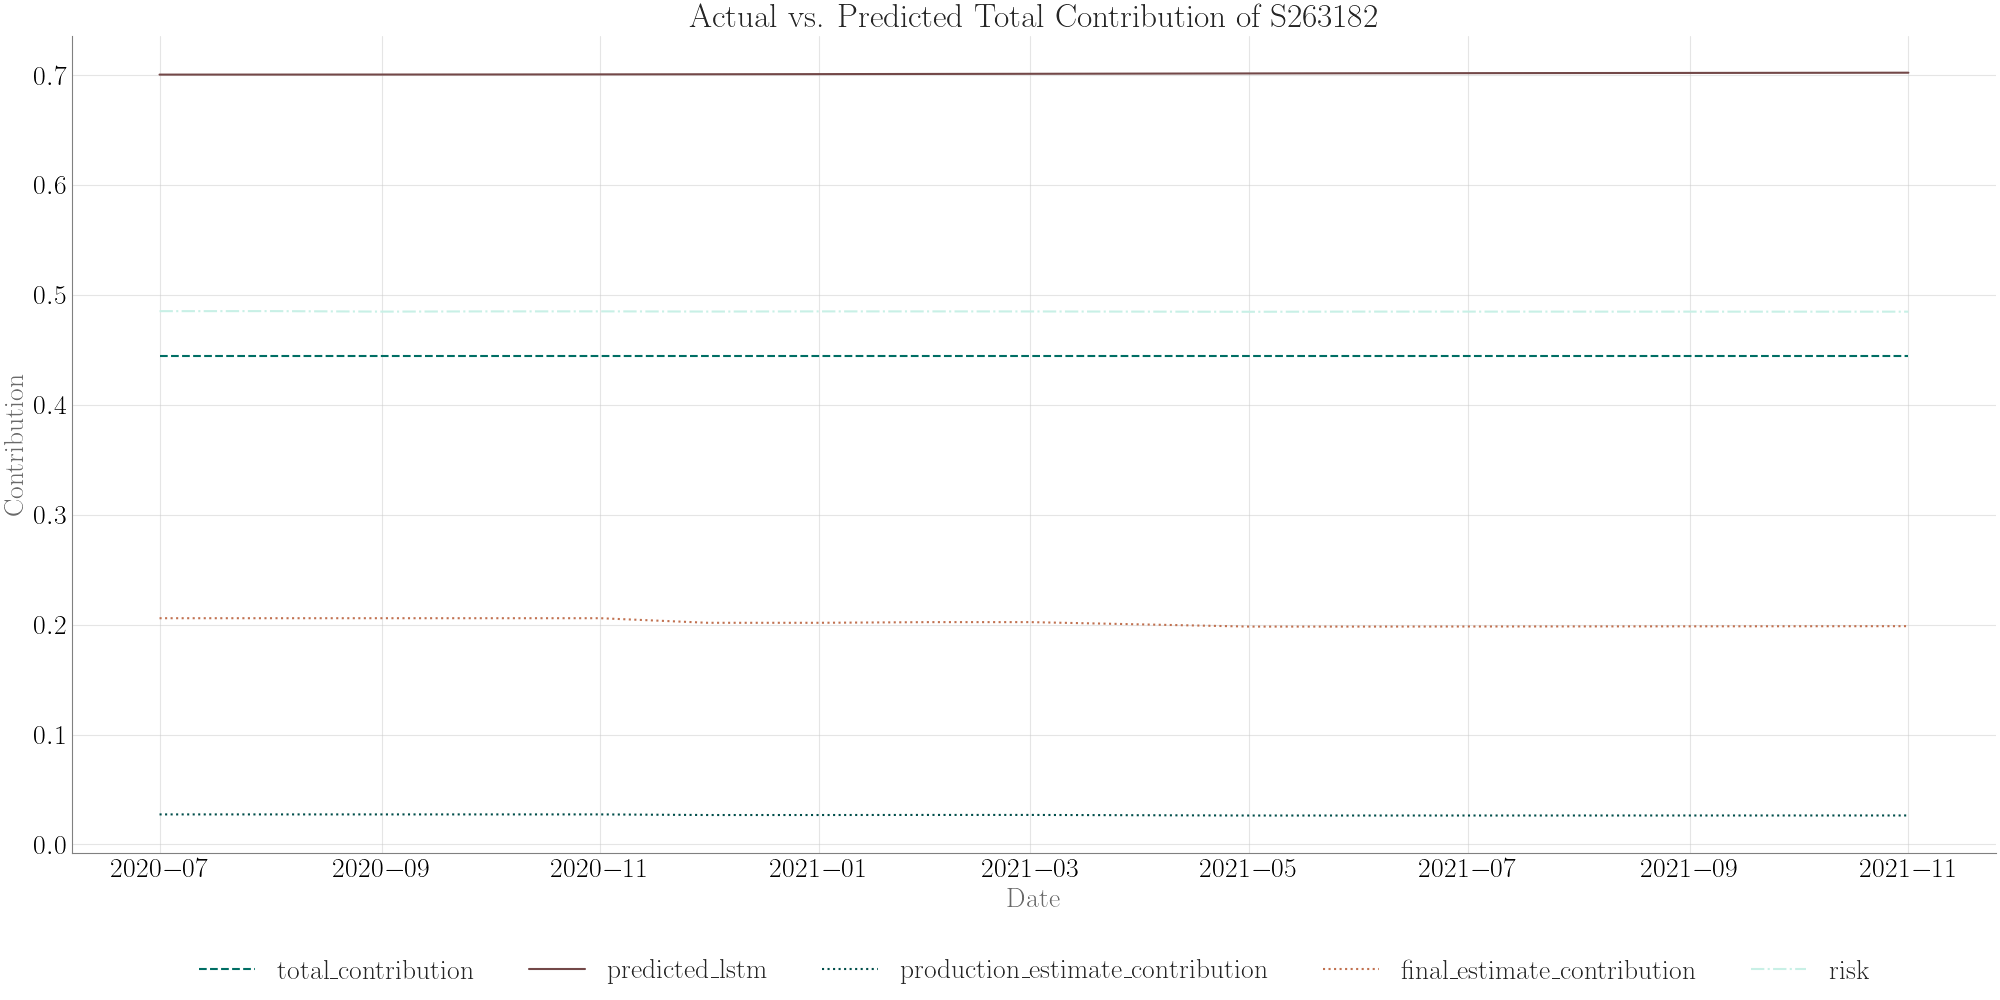 Actual vs. Predicted Total Contribution of S263182
0.7
0.6
0.5
0.4
0.3
0.2
0.1
0.0
Contribution
2020−07 2020−09 2020−11 2021−01 2021−03 2021−05 2021−07 2021−09 2021−11
Date
total_contribution predicted_lstm production_estimate_contribution final_estimate_contribution risk